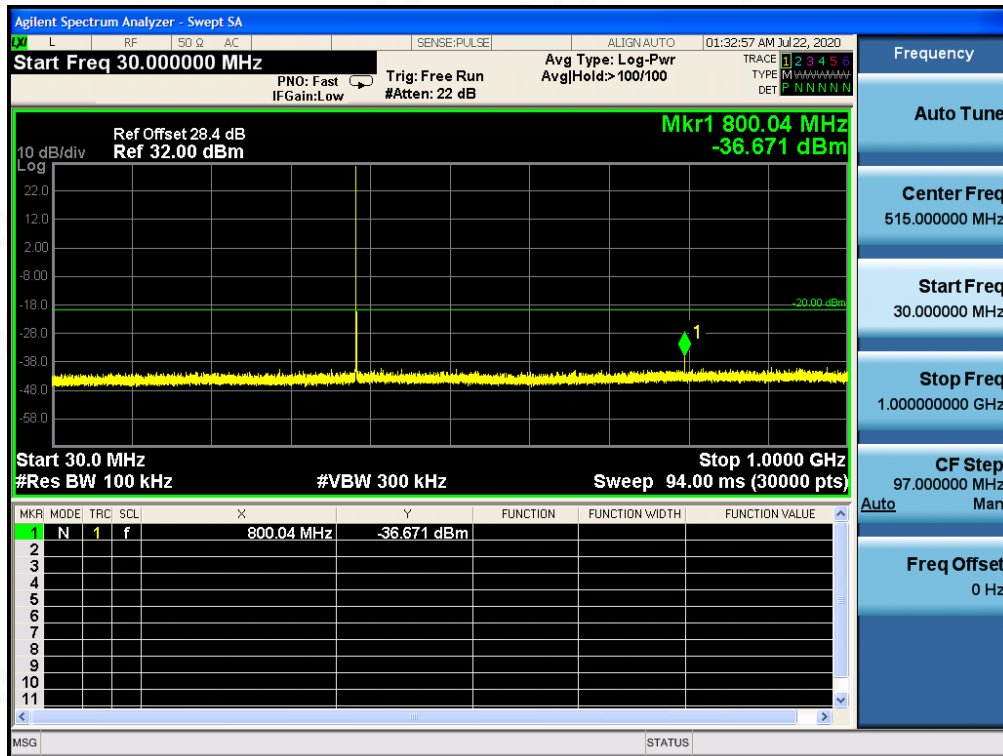 Agilent Spectrum Analyzer - Swept SA
LXI L RF 50 Ω AC SENSE:PULSE ALIGN AUTO 01:32:57 AM Jul 22, 2020
Start Freq 30.000000 MHz
PNO: Fast
IFGain:Low
Trig: Free Run
#Atten: 22 dB
Avg Type: Log-Pwr
Avg|Hold:>100/100
TRACE 1 2 3 4 5 6
TYPE M
DET P N N N N N
Ref Offset 28.4 dB
10 dB/div Ref 32.00 dBm
Log
Mkr1 800.04 MHz
-36.671 dBm
22.0
12.0
2.00
-8.00
-18.0
-20.00 dBm
-28.0
1
-38.0
-48.0
-58.0
Start 30.0 MHz Stop 1.0000 GHz
#Res BW 100 kHz #VBW 300 kHz Sweep 94.00 ms (30000 pts)
MKR MODE TRC SCL X Y FUNCTION FUNCTION WIDTH FUNCTION VALUE
1 N 1 f 800.04 MHz -36.671 dBm
2
3
4
5
6
7
8
9
10
11
MSG STATUS
Frequency
Auto Tune
Center Freq
515.000000 MHz
Start Freq
30.000000 MHz
Stop Freq
1.000000000 GHz
CF Step
97.000000 MHz
Auto Man
Freq Offset
0 Hz